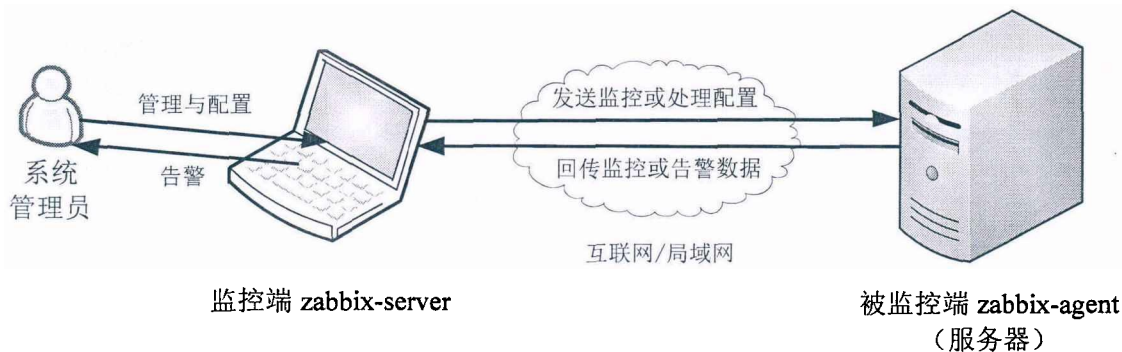 管理与配置
告警
系统
管理员
发送监控或处理配置
回传监控或告警数据
互联网/局域网
监控端 zabbix-server
被监控端 zabbix-agent
（服务器）